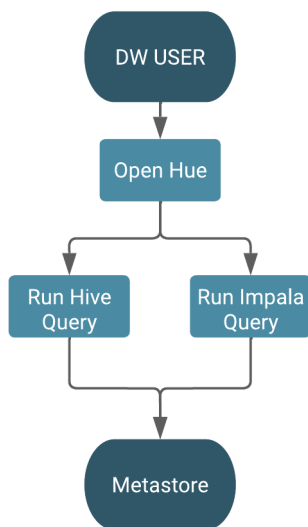 DW USER
Open Hue
Run Hive
Query
Run Impala
Query
Metastore